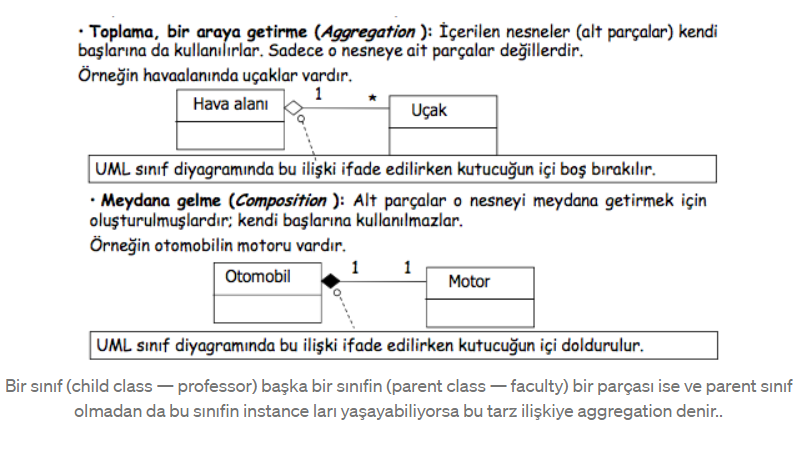 • Toplama, bir araya getirme (Aggregation ): İçerilen nesneler (alt parçalar) kendi
başlarına da kullanılırlar. Sadece o nesneye ait parçalar değillerdir.
Örneğin havaalanında uçaklar vardır.
Hava alanı 1 * Uçak
UML sınıf diyagramında bu ilişki ifade edilirken kutucuğun içi boş bırakılır.
• Meydana gelme (Composition ): Alt parçalar o nesneyi meydana getirmek için
oluşturulmuşlardır; kendi başlarına kullanılmazlar.
Örneğin otomobilin motoru vardır.
Otomobil 1 1 Motor
UML sınıf diyagramında bu ilişki ifade edilirken kutucuğun içi doldurulur.
Bir sınıf (child class — professor) başka bir sınıfin (parent class — faculty) bir parçası ise ve parent sınıf
olmadan da bu sınıfin instance ları yaşayabiliyorsa bu tarz ilişkiye aggregation denir..